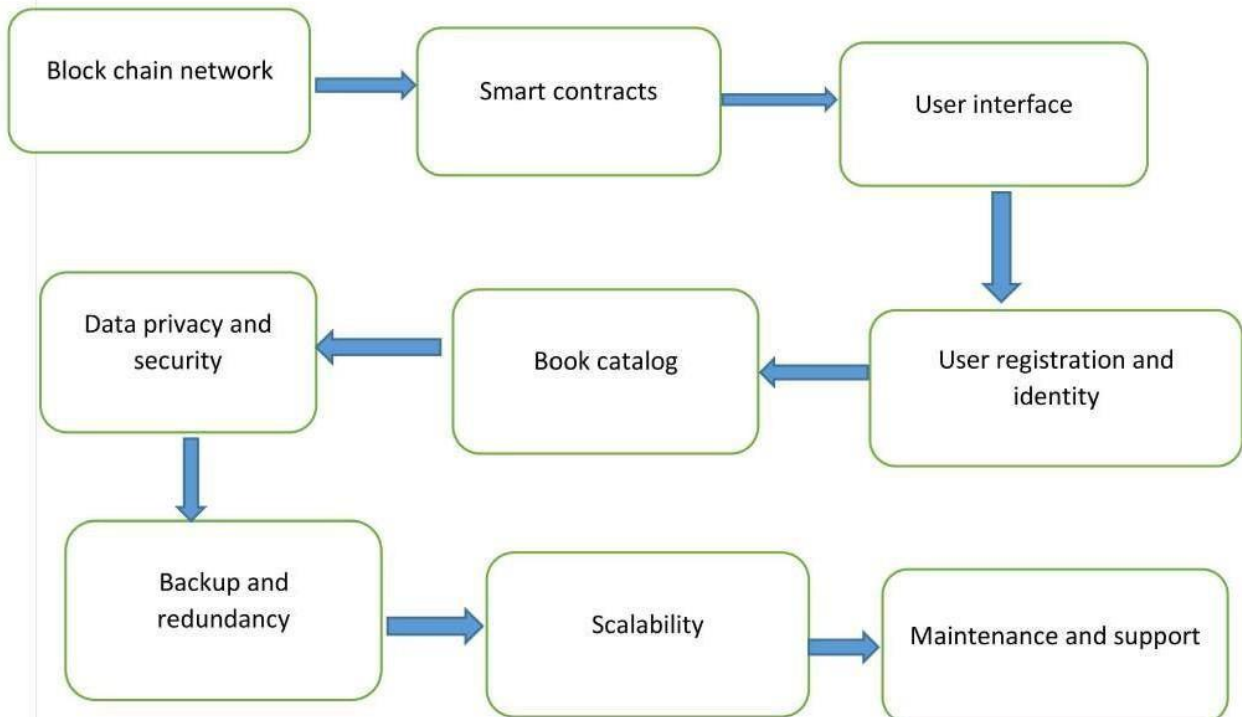 Block chain network
Smart contracts
User interface
User registration and
identity
Book catalog
Data privacy and
security
Backup and
redundancy
Scalability
Maintenance and support